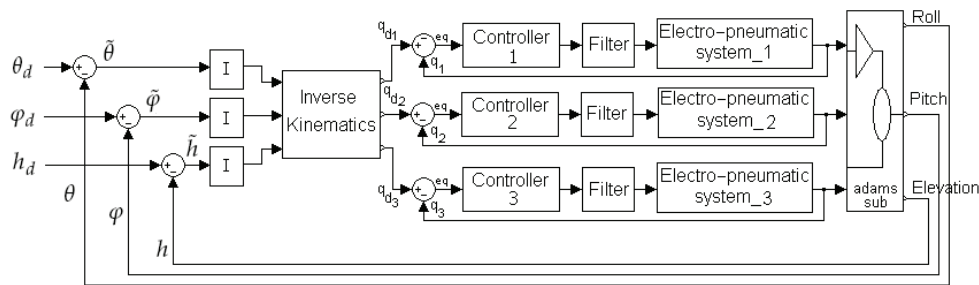 Roll
θ_d
θ̃
I
q_d1
eq
q_1
Controller
1
Filter
Electro-pneumatic
system_1
φ_d
φ̃
I
Inverse
Kinematics
q_d2
eq
q_2
Controller
2
Filter
Electro-pneumatic
system_2
Pitch
h_d
h̃
I
q_d3
eq
q_3
Controller
3
Filter
Electro-pneumatic
system_3
Elevation
adams
sub
θ
φ
h